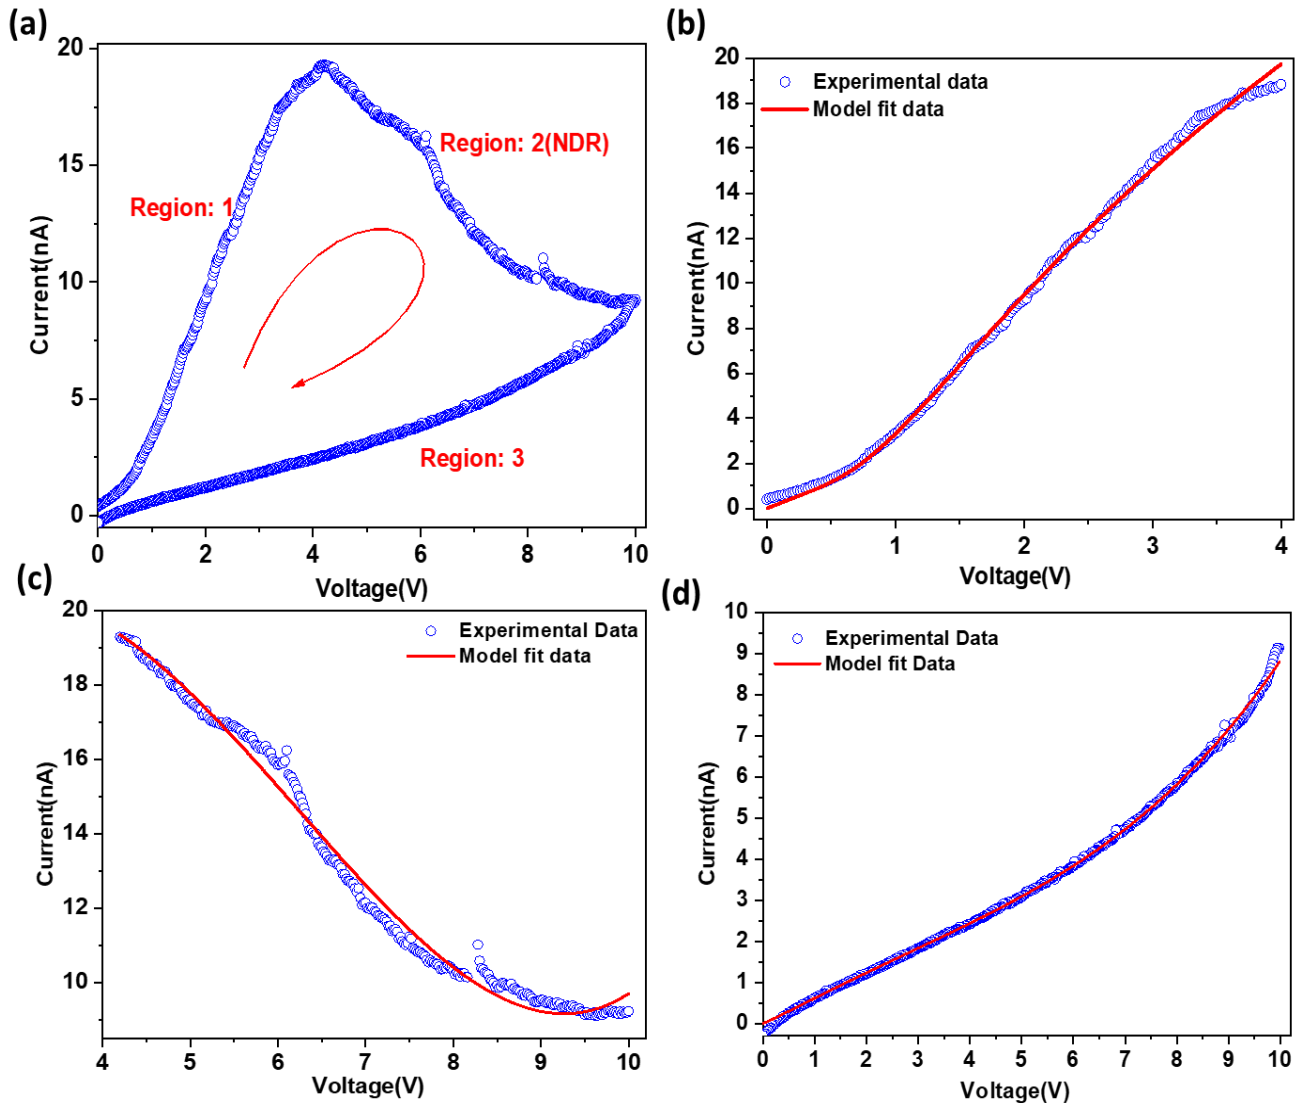 (a)
20
15
10
5
0
Current(nA)
Region: 1
Region: 2(NDR)
Region: 3
0 2 4 6 8 10
Voltage(V)
(b)
20
18
16
14
12
10
8
6
4
2
0
Current(nA)
Experimental data
Model fit data
0 1 2 3 4
Voltage(V)
(c)
20
18
16
14
12
10
Current(nA)
Experimental Data
Model fit data
4 5 6 7 8 9 10
Voltage(V)
(d)
10
9
8
7
6
5
4
3
2
1
0
Current(nA)
Experimental Data
Model fit Data
0 1 2 3 4 5 6 7 8 9 10
Voltage(V)